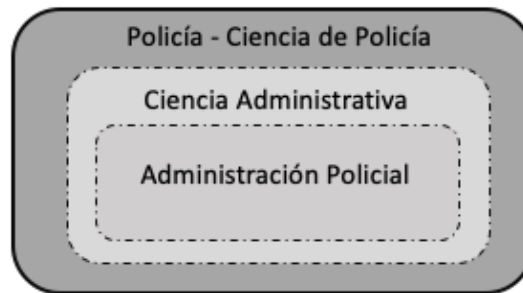 Policía - Ciencia de Policía
Ciencia Administrativa
Administración Policial